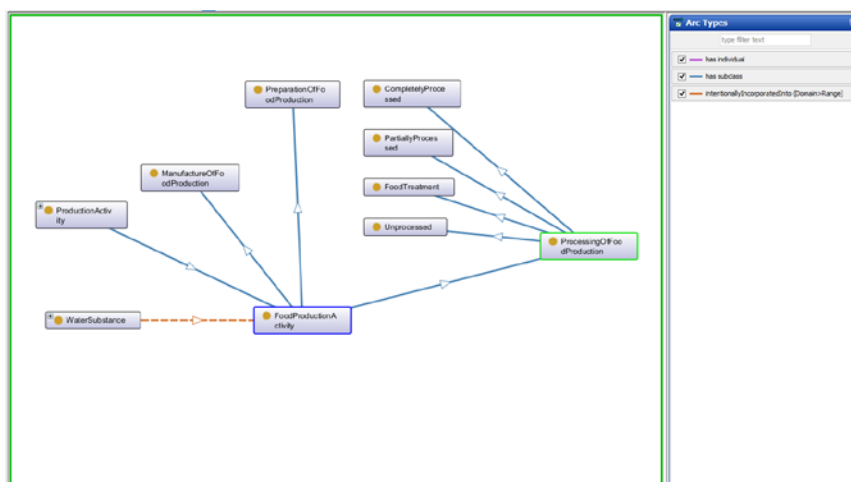 Arc Types
type filter text
has individual
has subclass
intentionallyIncorporatedInto (Domain>Range)
PreparationOfFo
odProduction
CompletelyProce
ssed
PartiallyProces
sed
ManufactureOfFo
odProduction
FoodTreatment
ProductionActiv
ity
Unprocessed
ProcessingOfFoo
dProduction
WaterSubstance
FoodProductionA
ctivity